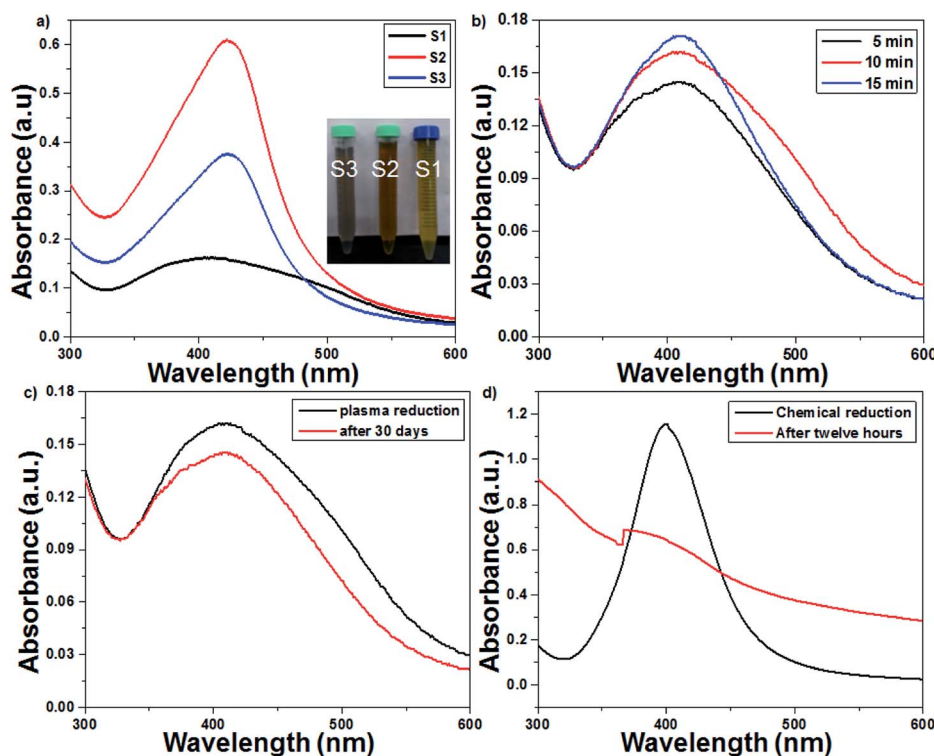 a)
S1
S2
S3
S3 S2 S1
Absorbance (a.u)
0.6
0.5
0.4
0.3
0.2
0.1
0.0
300 400 500 600
Wavelength (nm)
b)
5 min
10 min
15 min
Absorbance (a.u)
0.18
0.15
0.12
0.09
0.06
0.03
0.00
300 400 500 600
Wavelength (nm)
c)
plasma reduction
after 30 days
Absorbance (a.u.)
0.18
0.15
0.12
0.09
0.06
0.03
0.00
300 400 500 600
Wavelength (nm)
d)
Chemical reduction
After twelve hours
Absorbance (a.u.)
1.2
1.0
0.8
0.6
0.4
0.2
0.0
300 400 500 600
Wavelength (nm)